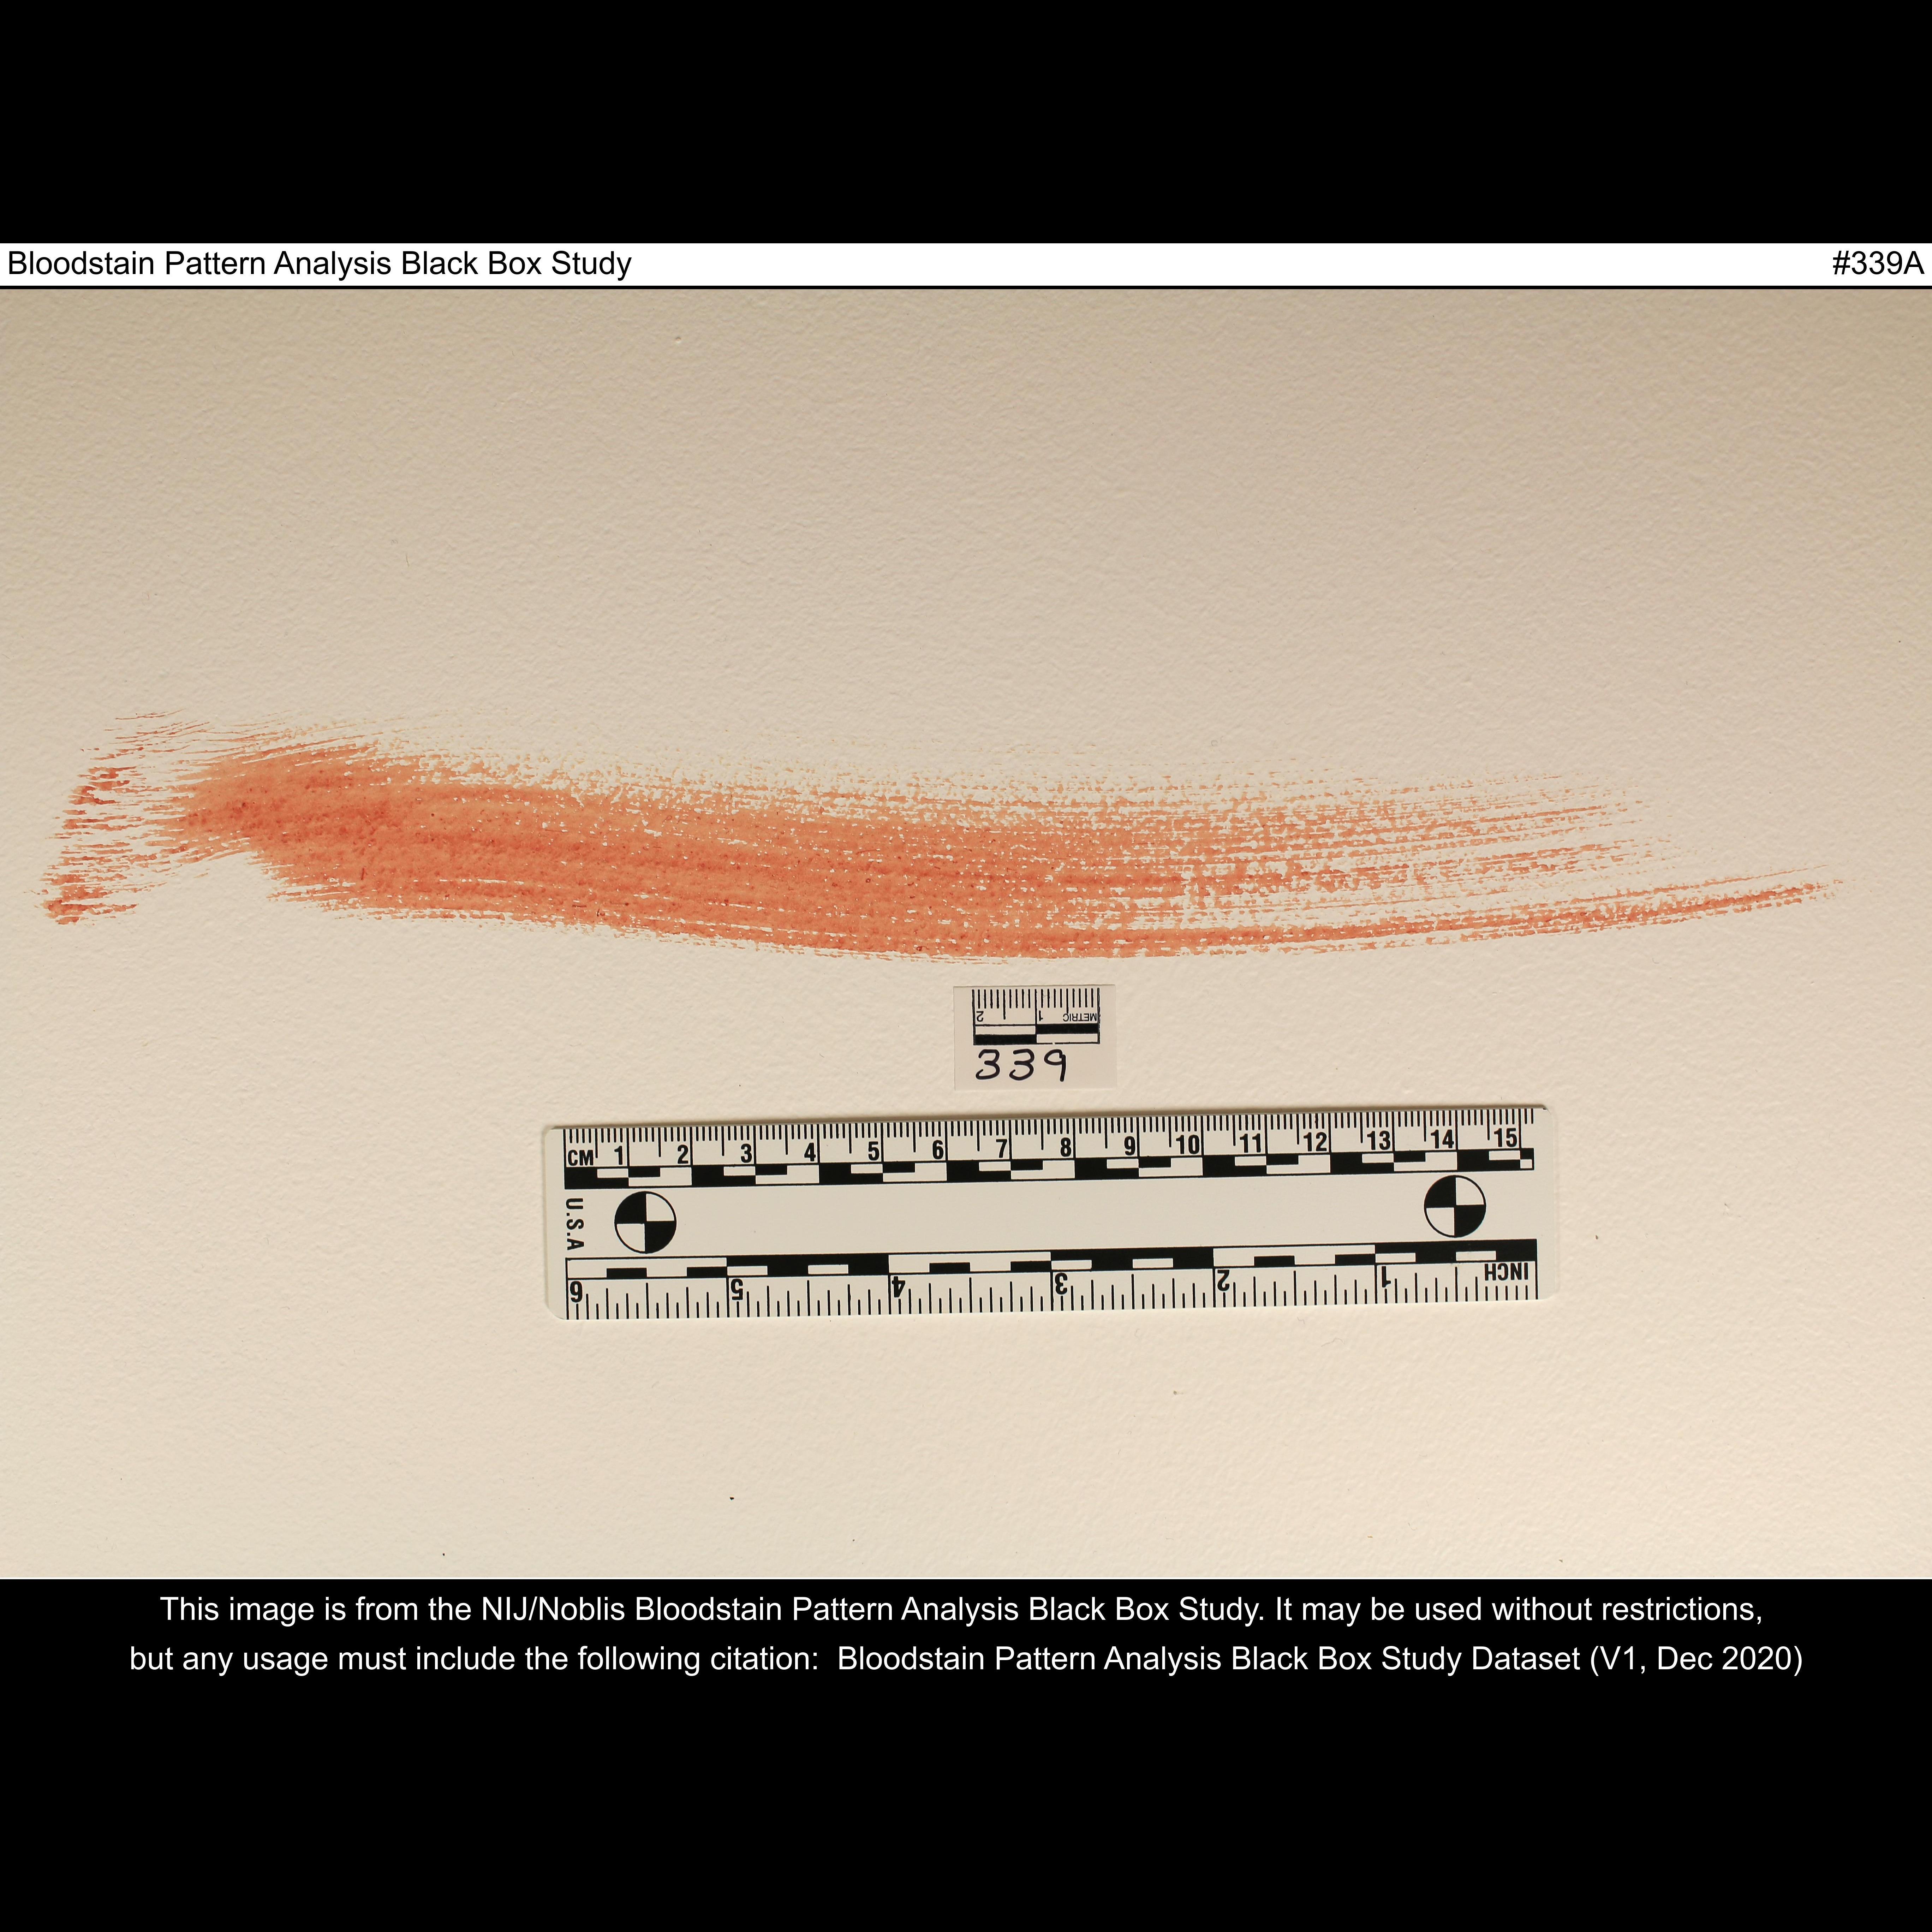 Bloodstain Pattern Analysis Black Box Study #339A
2 1 METRIC
339
CM 1 2 3 4 5 6 7 8 9 10 11 12 13 14 15
U.S.A
6 5 4 3 2 1 INCH
This image is from the NIJ/Noblis Bloodstain Pattern Analysis Black Box Study. It may be used without restrictions,
but any usage must include the following citation: Bloodstain Pattern Analysis Black Box Study Dataset (V1, Dec 2020)